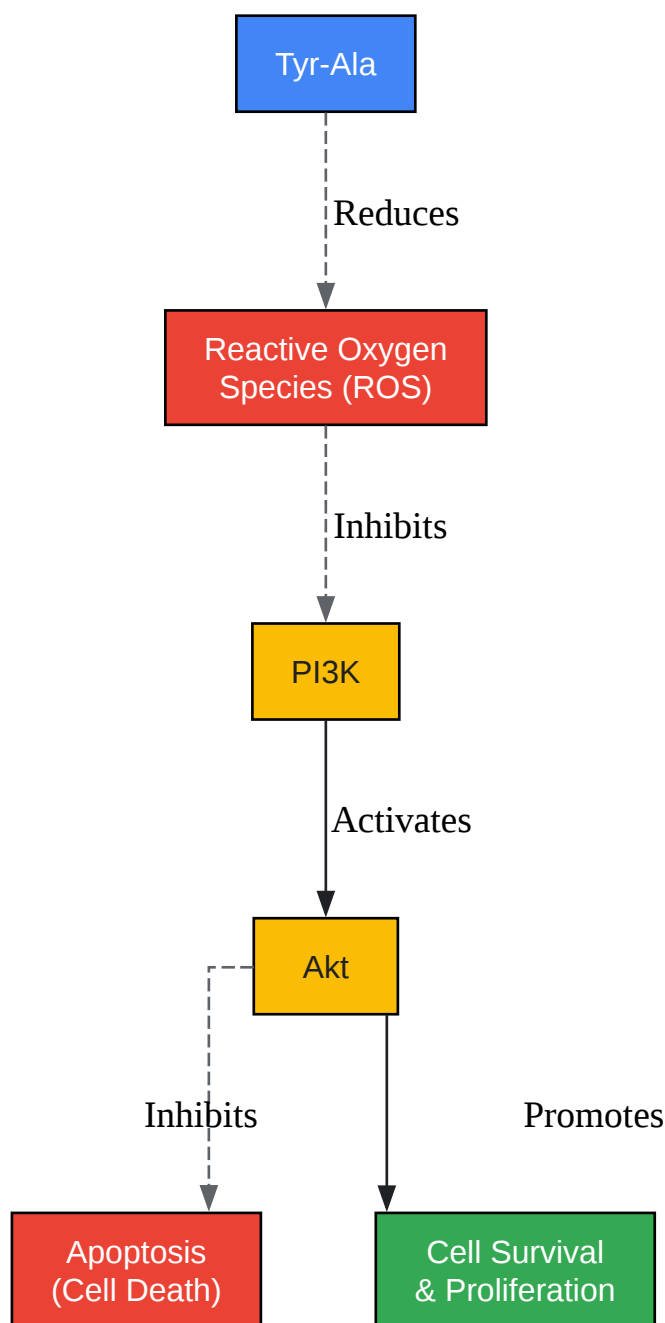 Tyr-Ala
Reduces
Reactive Oxygen
Species (ROS)
Inhibits
PI3K
Activates
Akt
Inhibits
Promotes
Apoptosis
(Cell Death)
Cell Survival
& Proliferation